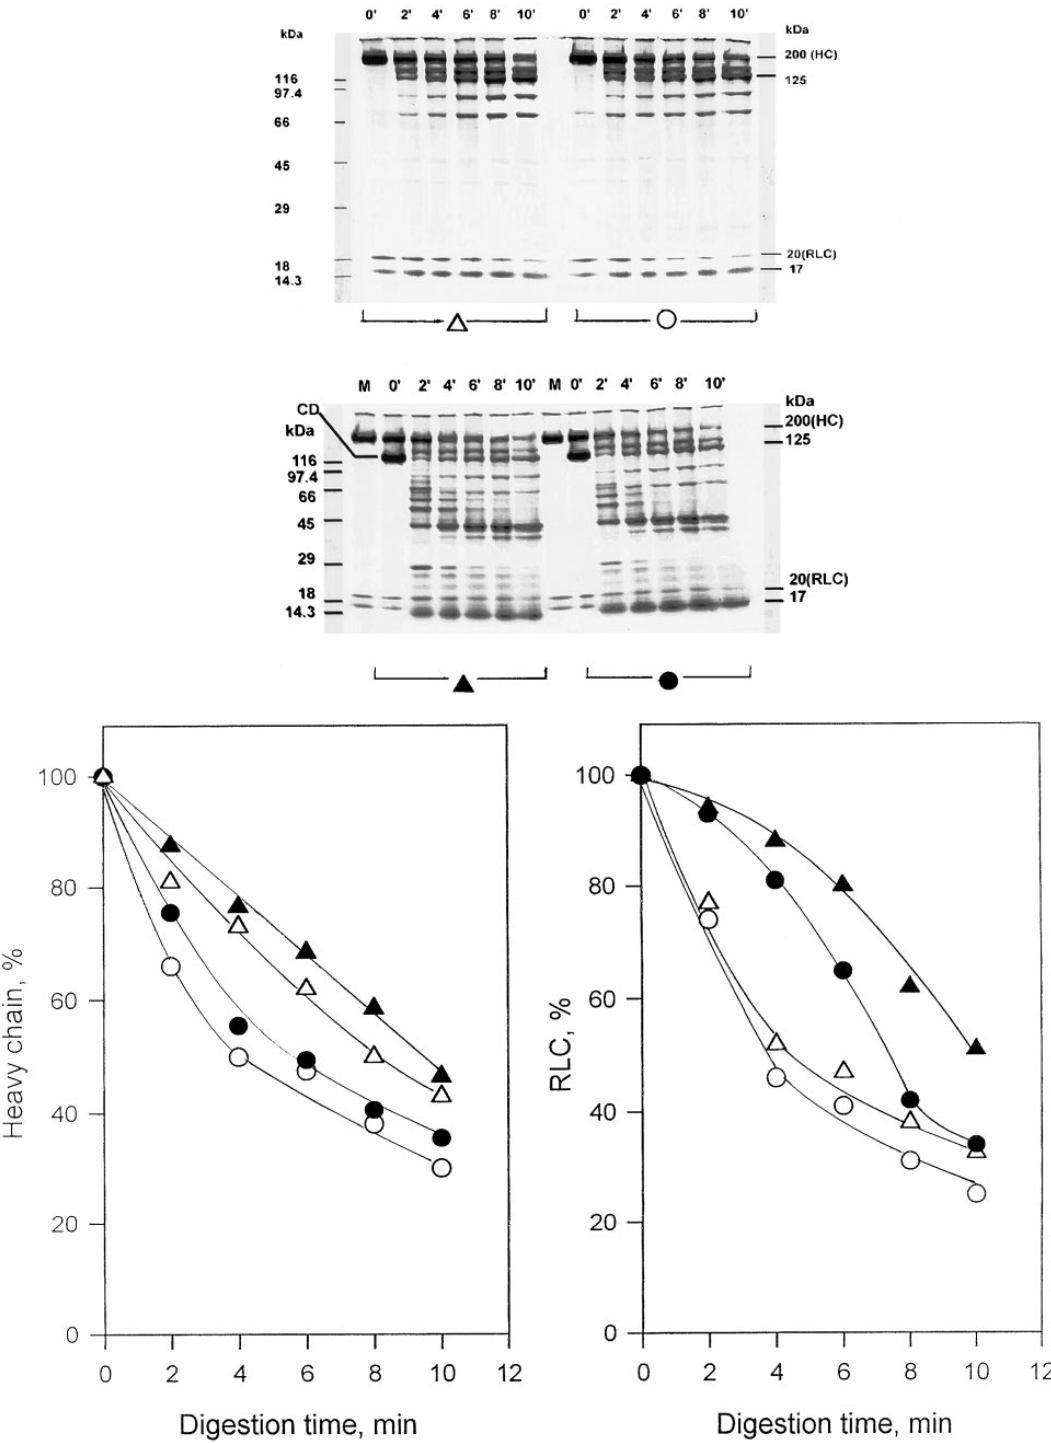 0' 2' 4' 6' 8' 10' 0' 2' 4' 6' 8' 10'
kDa kDa
200 (HC)
116 125
97.4
66
45
29
20(RLC)
18 17
14.3
M 0' 2' 4' 6' 8' 10' M 0' 2' 4' 6' 8' 10'
CD kDa
kDa 200(HC)
125
116
97.4
66
45
29
20(RLC)
18 17
14.3
Heavy chain, %
100
80
60
40
20
0
0 2 4 6 8 10 12
Digestion time, min
RLC, %
100
80
60
40
20
0
0 2 4 6 8 10 12
Digestion time, min